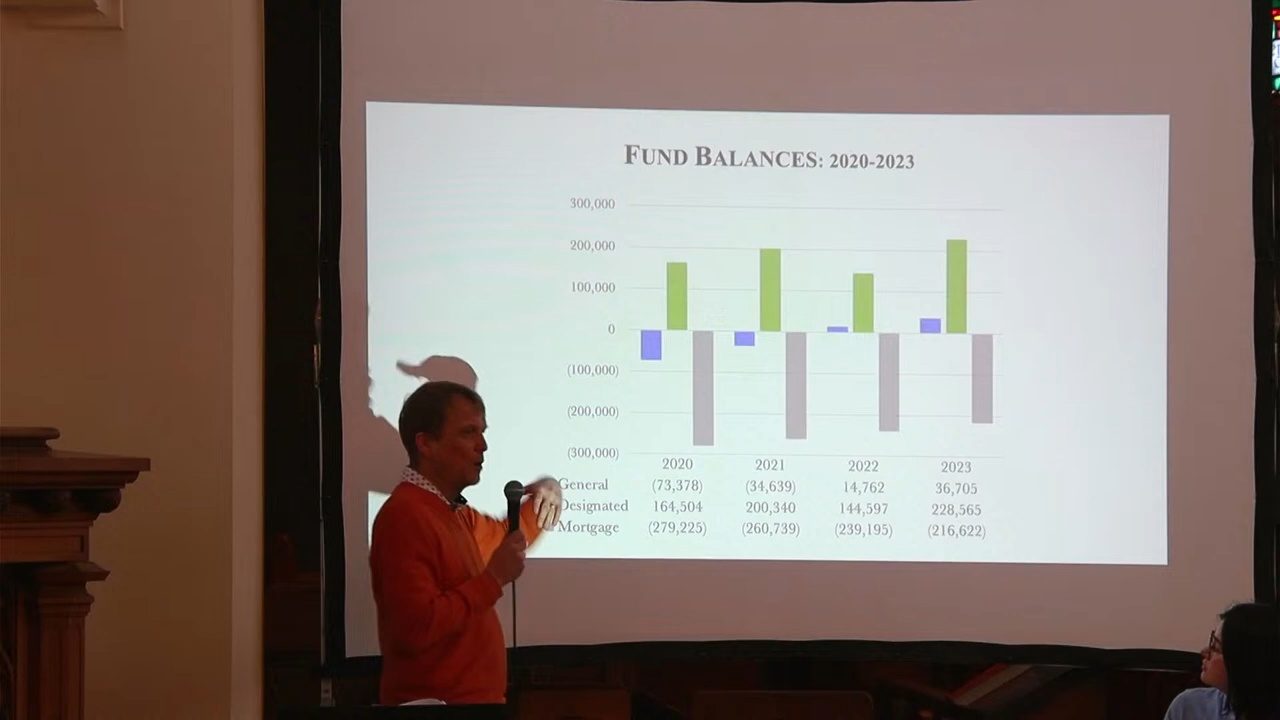 FUND BALANCES: 2020-2023
300,000
200,000
100,000
0
(100,000)
(200,000)
(300,000)
2020 2021 2022 2023
General (73,378) (34,639) 14,762 36,705
Designated 164,504 200,340 144,597 228,565
Mortgage (279,225) (260,739) (239,195) (216,622)